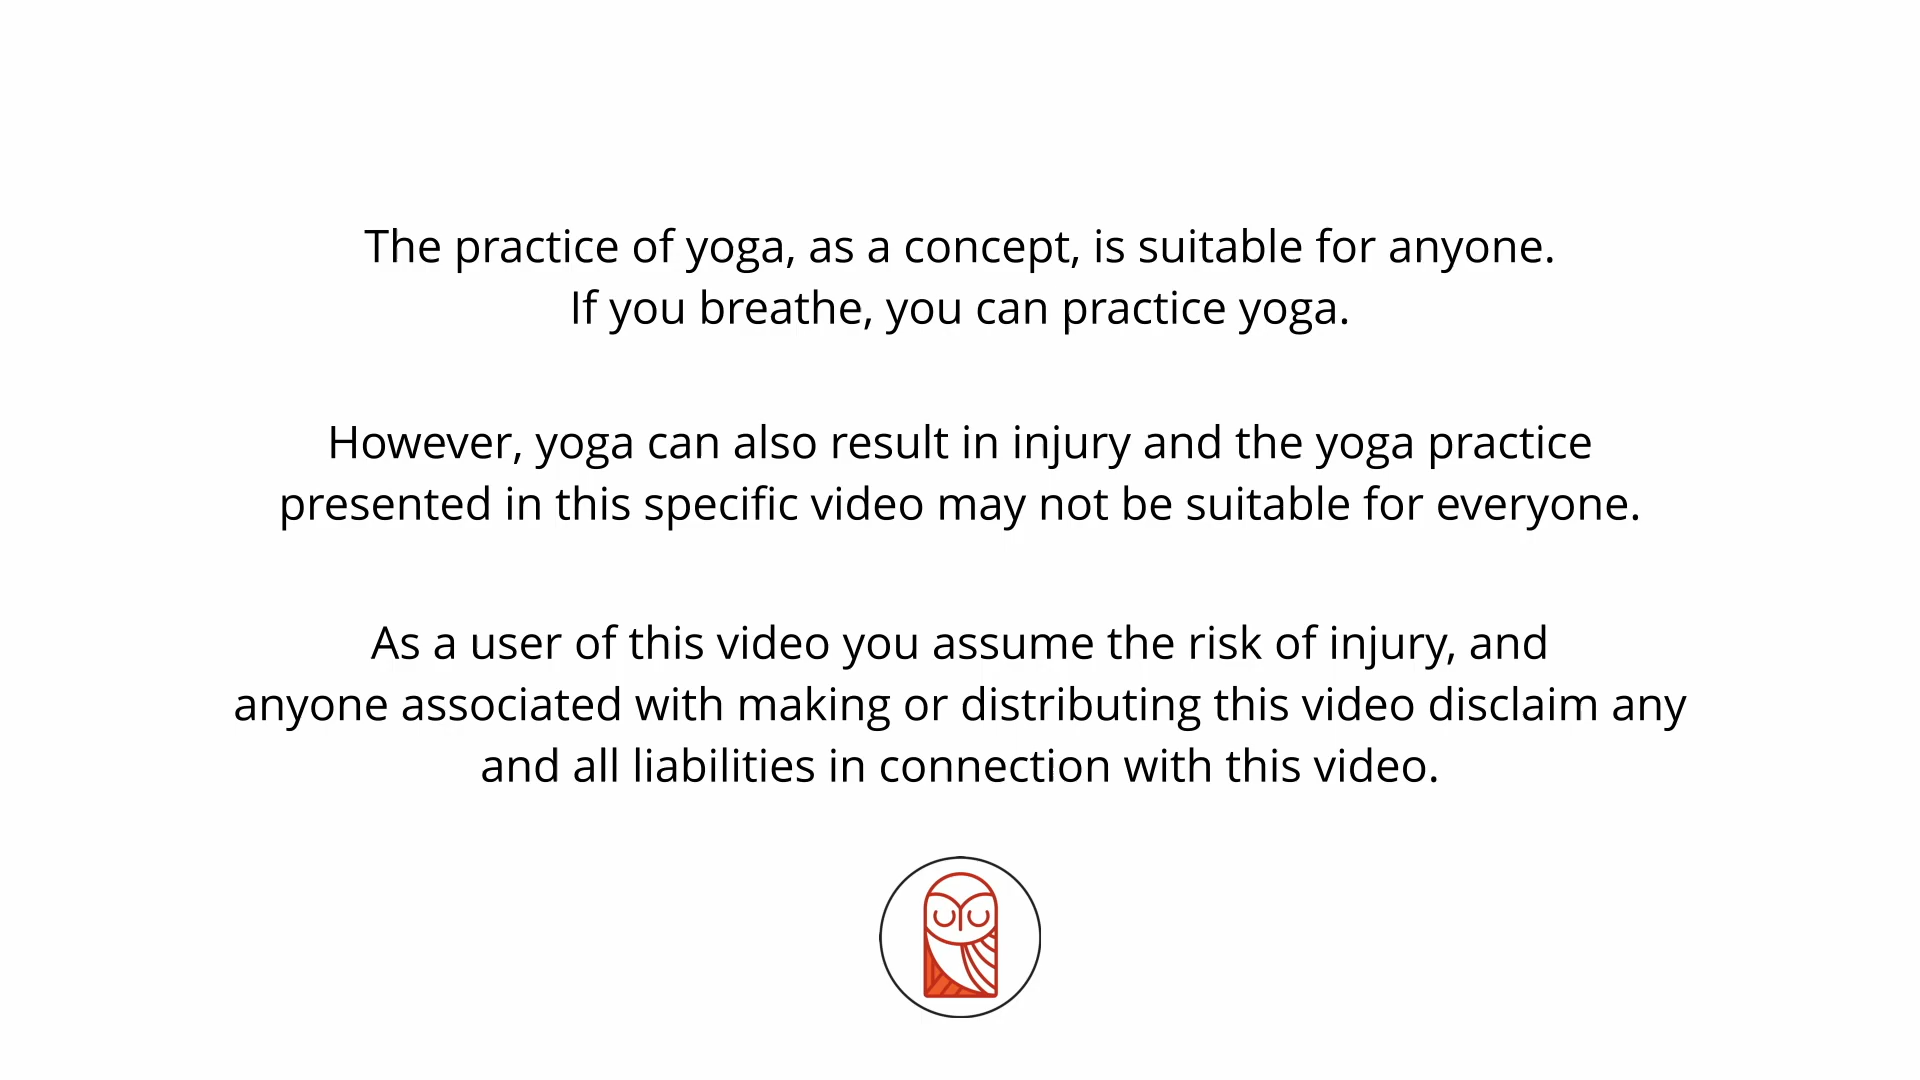 The practice of yoga, as a concept, is suitable for anyone.
If you breathe, you can practice yoga.
However, yoga can also result in injury and the yoga practice
presented in this specific video may not be suitable for everyone.
As a user of this video you assume the risk of injury, and
anyone associated with making or distributing this video disclaim any
and all liabilities in connection with this video.